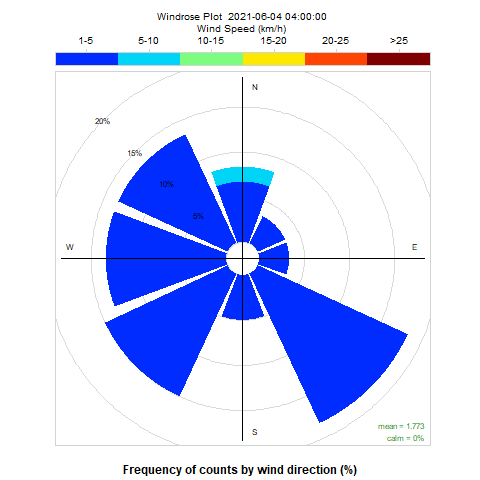 Windrose Plot  2021-06-04 04:00:00
Wind Speed (km/h)
1-5 5-10 10-15 15-20 20-25 >25
N
20%
15%
10%
5%
W E
mean = 1.773
S
calm = 0%
Frequency of counts by wind direction (%)